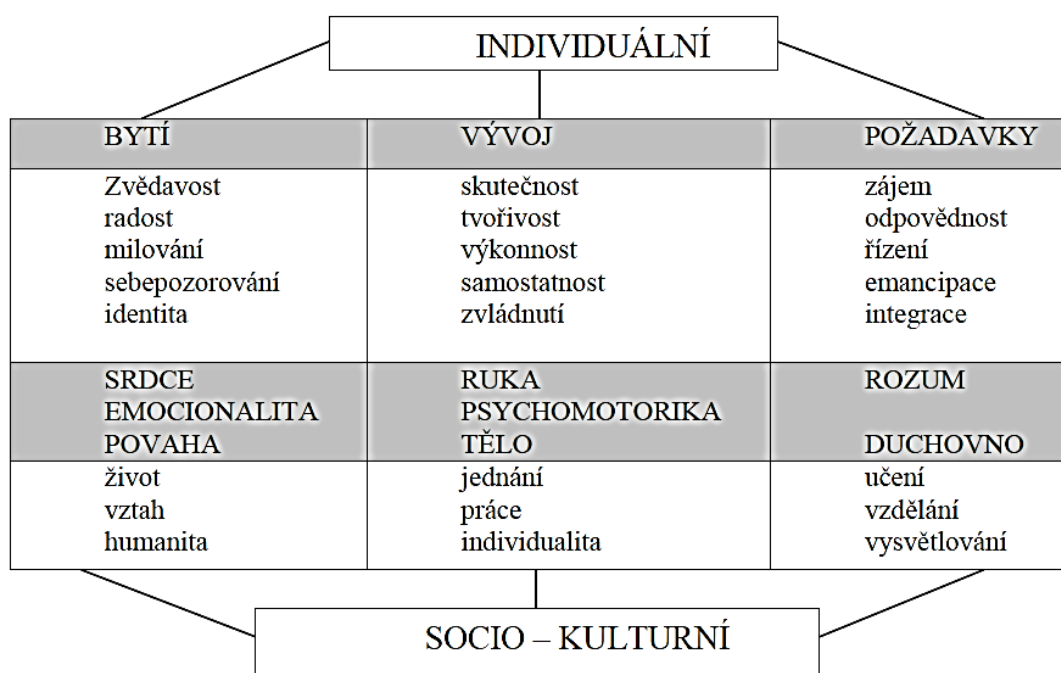 INDIVIDUÁLNÍ
BYTÍ VÝVOJ POŽADAVKY
Zvědavost skutečnost zájem
radost tvořivost odpovědnost
milování výkonnost řízení
sebepozorování samostatnost emancipace
identita zvládnutí integrace
SRDCE RUKA ROZUM
EMOCIONALITA PSYCHOMOTORIKA
POVAHA TĚLO DUCHOVNO
život jednání učení
vztah práce vzdělání
humanita individualita vysvětlování
SOCIO – KULTURNÍ